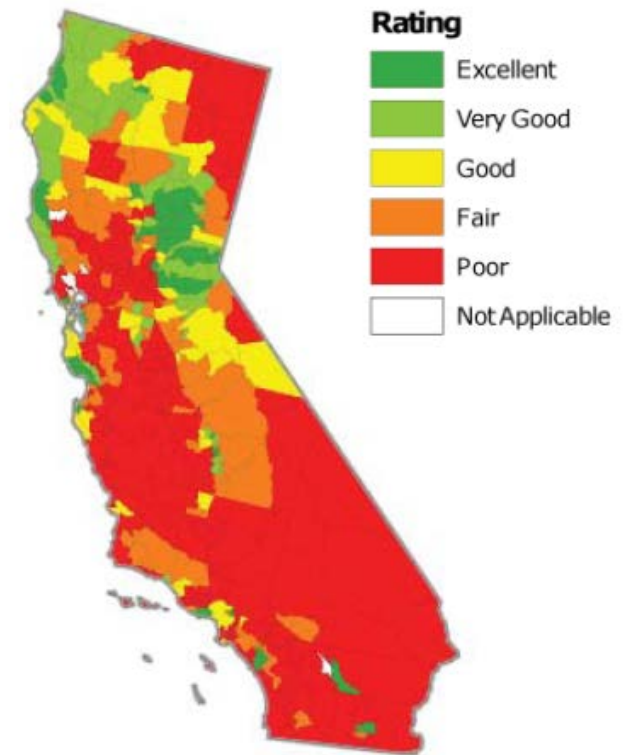 Rating
Excellent
Very Good
Good
Fair
Poor
Not Applicable